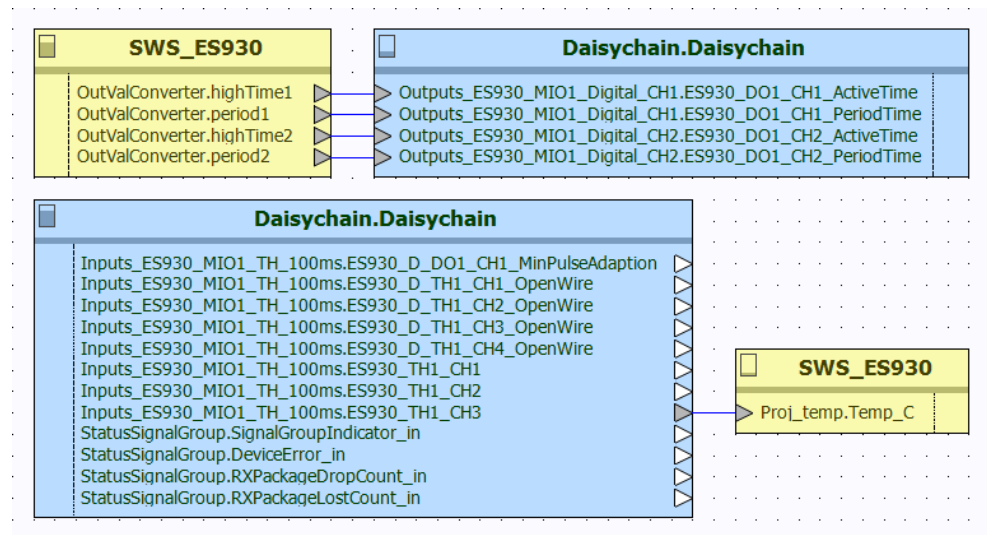 SWS_ES930
OutValConverter.highTime1
OutValConverter.period1
OutValConverter.highTime2
OutValConverter.period2
Daisychain.Daisychain
Outputs_ES930_MIO1_Digital_CH1.ES930_DO1_CH1_ActiveTime
Outputs_ES930_MIO1_Digital_CH1.ES930_DO1_CH1_PeriodTime
Outputs_ES930_MIO1_Digital_CH2.ES930_DO1_CH2_ActiveTime
Outputs_ES930_MIO1_Digital_CH2.ES930_DO1_CH2_PeriodTime
Daisychain.Daisychain
Inputs_ES930_MIO1_TH_100ms.ES930_D_DO1_CH1_MinPulseAdaption
Inputs_ES930_MIO1_TH_100ms.ES930_D_TH1_CH1_OpenWire
Inputs_ES930_MIO1_TH_100ms.ES930_D_TH1_CH2_OpenWire
Inputs_ES930_MIO1_TH_100ms.ES930_D_TH1_CH3_OpenWire
Inputs_ES930_MIO1_TH_100ms.ES930_D_TH1_CH4_OpenWire
Inputs_ES930_MIO1_TH_100ms.ES930_TH1_CH1
Inputs_ES930_MIO1_TH_100ms.ES930_TH1_CH2
Inputs_ES930_MIO1_TH_100ms.ES930_TH1_CH3
StatusSignalGroup.SignalGroupIndicator_in
StatusSignalGroup.DeviceError_in
StatusSignalGroup.RXPackageDropCount_in
StatusSignalGroup.RXPackageLostCount_in
SWS_ES930
Proj_temp.Temp_C